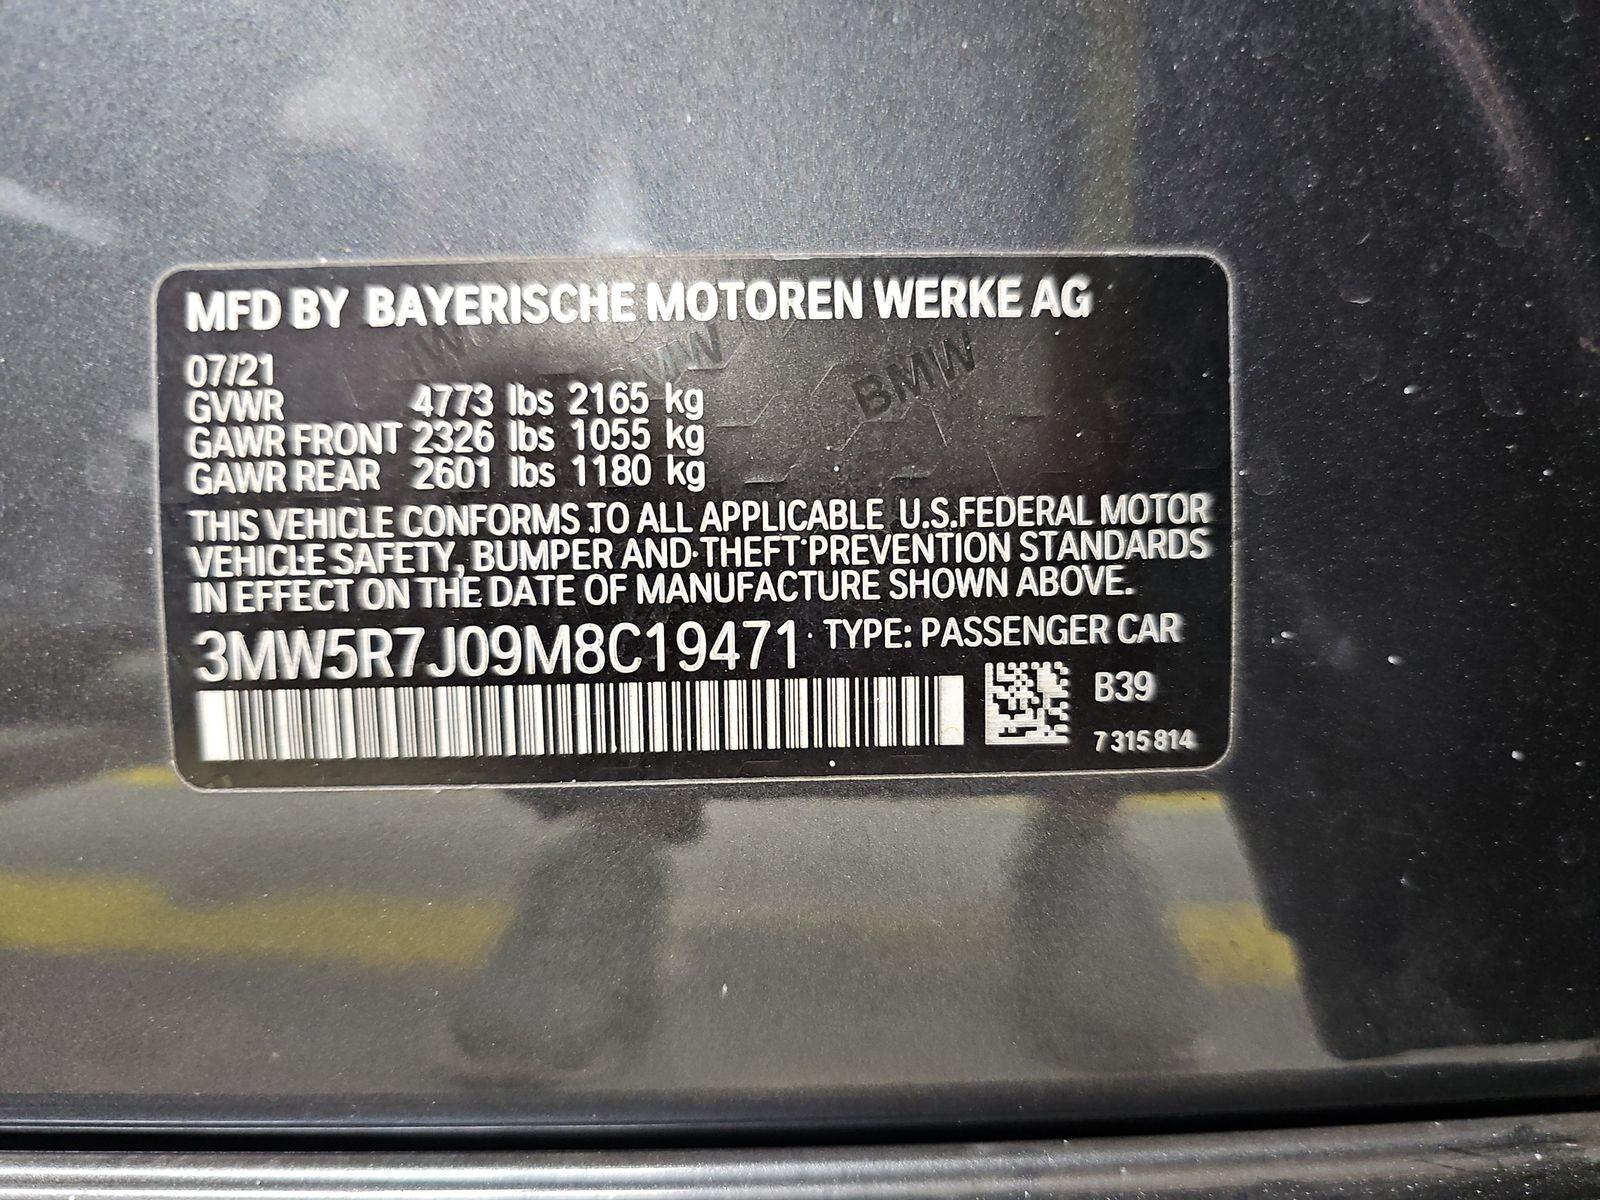 MFD BY BAYERISCHE MOTOREN WERKE AG
07/21
GVWR 4773 lbs 2165 kg
GAWR FRONT 2326 lbs 1055 kg
GAWR REAR 2601 lbs 1180 kg
THIS VEHICLE CONFORMS TO ALL APPLICABLE U.S.FEDERAL MOTOR
VEHICLE SAFETY, BUMPER AND THEFT PREVENTION STANDARDS
IN EFFECT ON THE DATE OF MANUFACTURE SHOWN ABOVE.
3MW5R7J09M8C19471 TYPE: PASSENGER CAR
B39
7 315 814
BMW
BMW